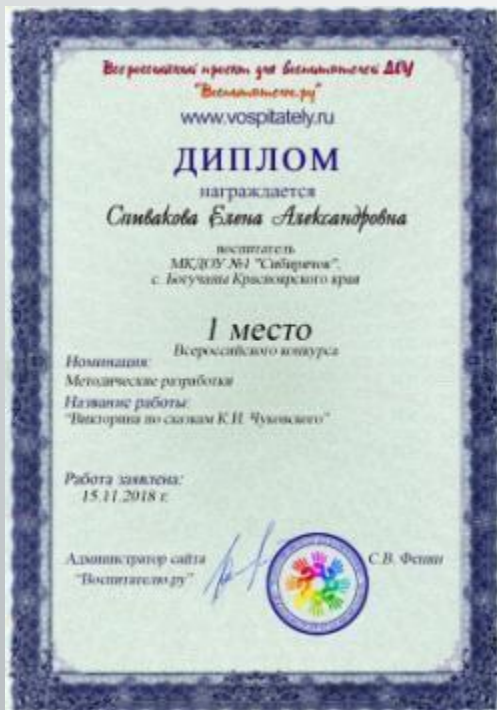 Всероссийский проект для воспитателей ДОУ
"Воспитателю.ру"
www.vospitately.ru
ДИПЛОМ
награждается
Спивакова Елена Александровна
воспитатель
МКДОУ №1 "Сибирячок",
с. Богучаны Красноярского края
1 место
Всероссийского конкурса
Номинация:
Методические разработки
Название работы:
"Викторина по сказкам К.И. Чуковского"
Работа заявлена:
15.11.2018 г.
Администратор сайта
"Воспитателю.ру"
С.В. Фенин